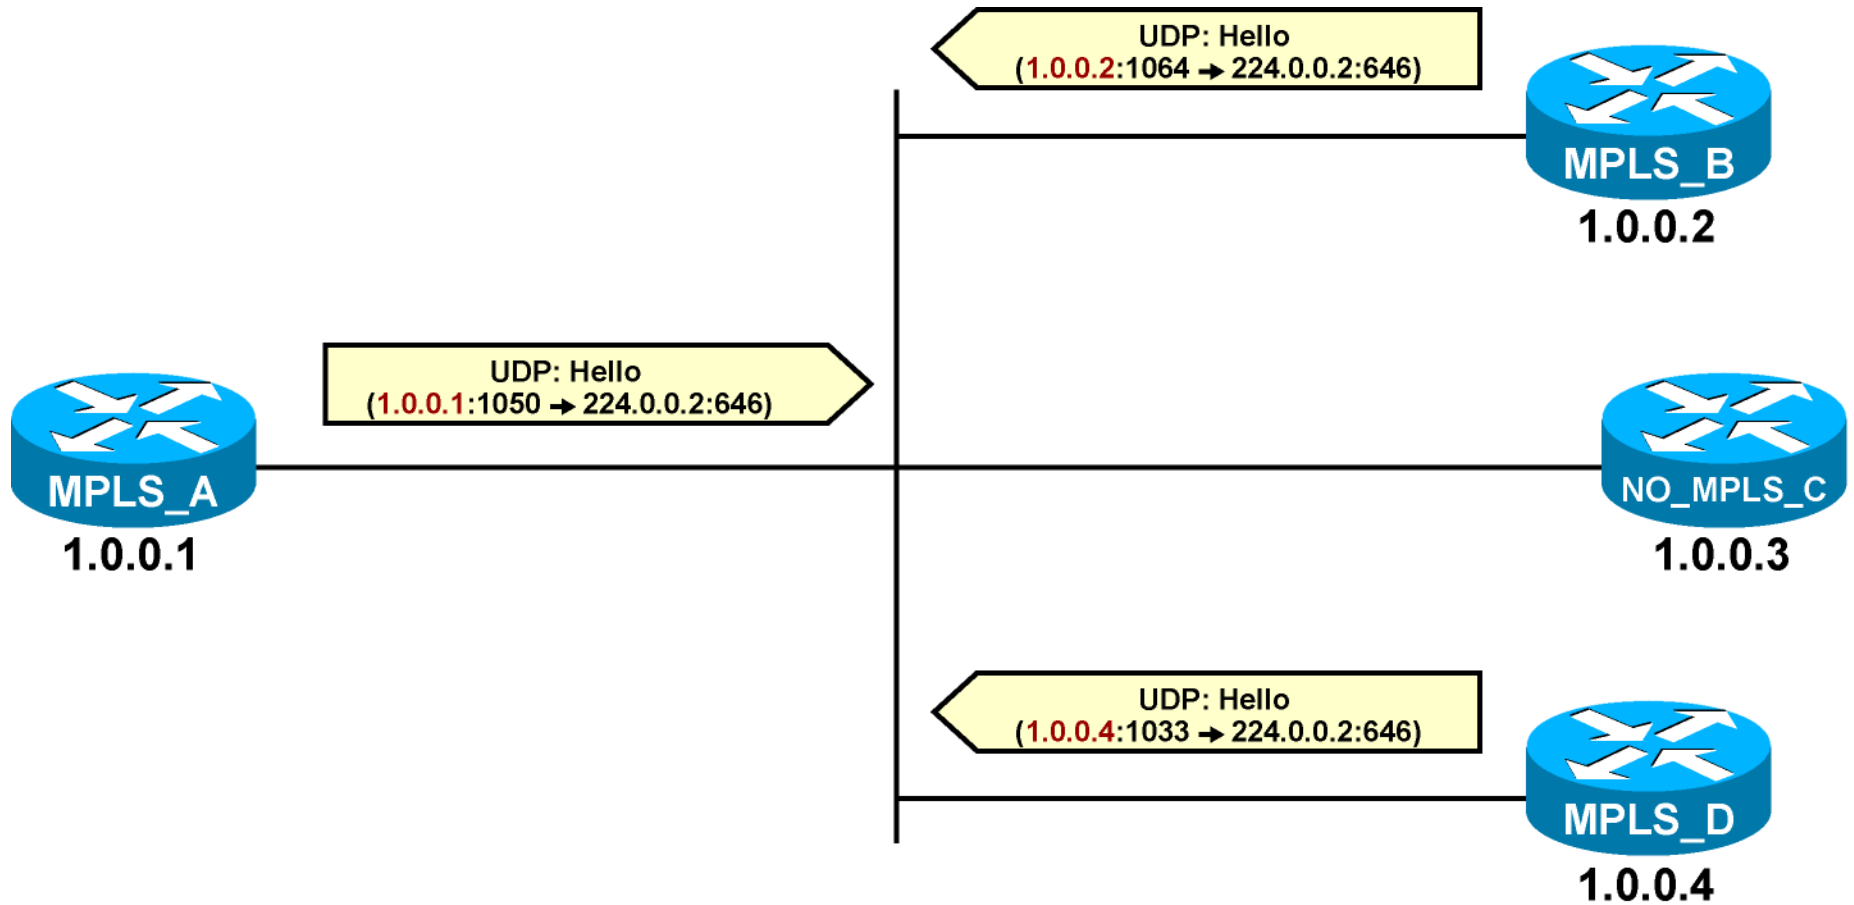 UDP: Hello
(1.0.0.2:1064 → 224.0.0.2:646)
MPLS_B
1.0.0.2
UDP: Hello
(1.0.0.1:1050 → 224.0.0.2:646)
MPLS_A
1.0.0.1
NO_MPLS_C
1.0.0.3
UDP: Hello
(1.0.0.4:1033 → 224.0.0.2:646)
MPLS_D
1.0.0.4